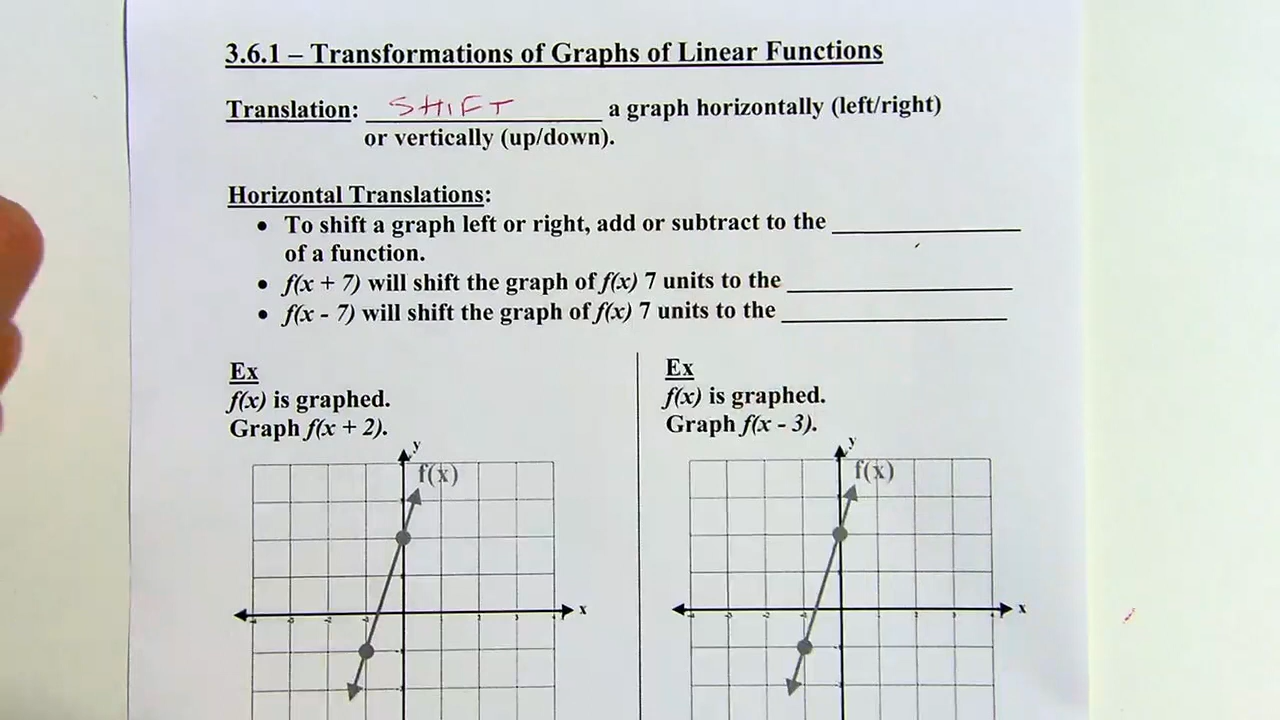 3.6.1 – Transformations of Graphs of Linear Functions
Translation: SHIFT a graph horizontally (left/right)
or vertically (up/down).
Horizontal Translations:
• To shift a graph left or right, add or subtract to the ____________
of a function.
• f(x + 7) will shift the graph of f(x) 7 units to the ____________
• f(x - 7) will shift the graph of f(x) 7 units to the ____________
Ex
f(x) is graphed.
Graph f(x + 2).
y
f(x)
x
Ex
f(x) is graphed.
Graph f(x - 3).
y
f(x)
x